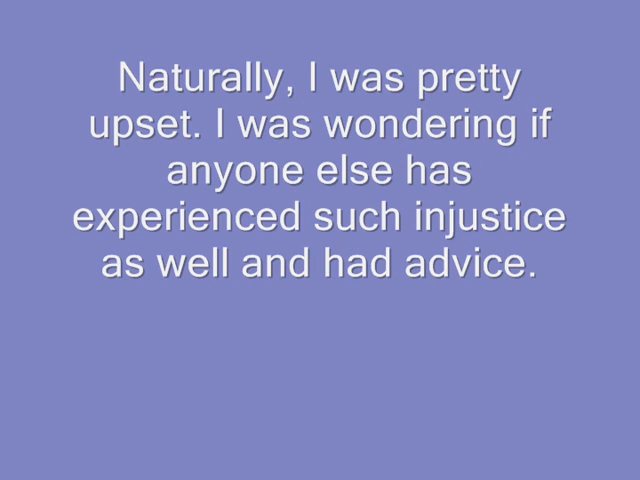 Naturally, I was pretty
upset. I was wondering if
anyone else has
experienced such injustice
as well and had advice.